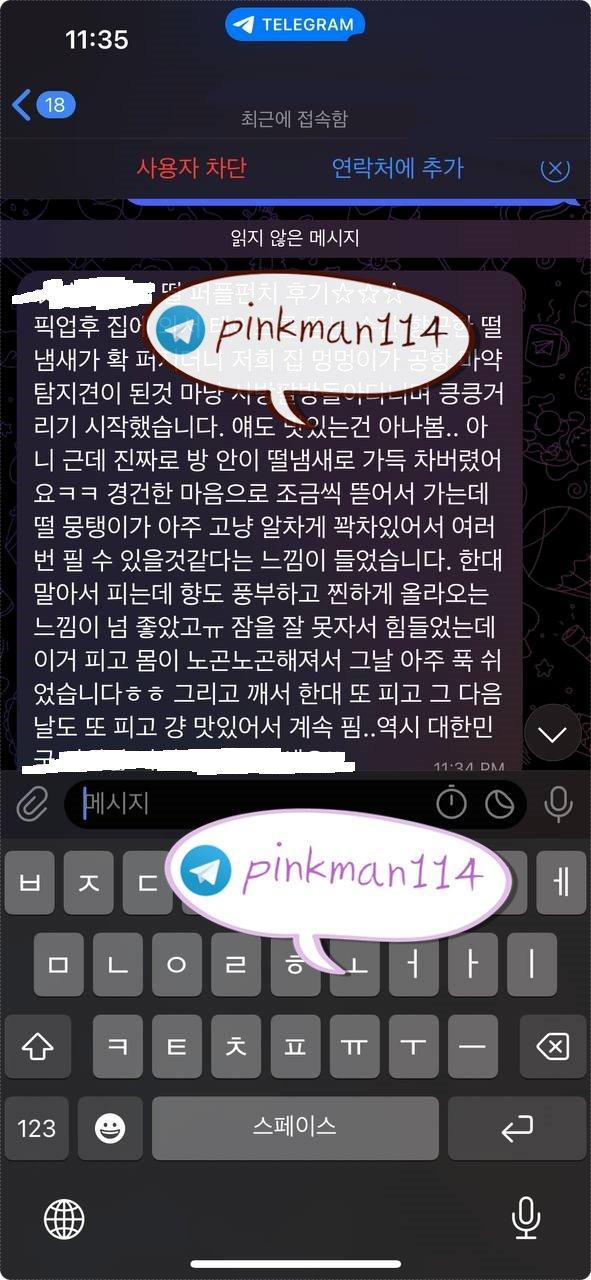 11:35
TELEGRAM
18
최근에 접속함
사용자 차단
연락처에 추가
읽지 않은 메시지
떨 퍼플펀치 후기☆☆☆
pinkman114
픽업후 집에 떨
냄새가 확 퍼지더니 저희 집 멍멍이가 공항 마약
탐지견이 된것 마냥 사방팔방돌아다니며 킁킁거
리기 시작했습니다. 얘도 맛있는건 아나봄.. 아
니 근데 진짜로 방 안이 떨냄새로 가득 차버렸어
요ㅋㅋ 경건한 마음으로 조금씩 뜯어서 가는데
떨 뭉탱이가 아주 고냥 알차게 꽉차있어서 여러
번 필 수 있을것같다는 느낌이 들었습니다. 한대
말아서 피는데 향도 풍부하고 찐하게 올라오는
느낌이 넘 좋았고ㅠ 잠을 잘 못자서 힘들었는데
이거 피고 몸이 노곤노곤해져서 그날 아주 푹 쉬
었습니다ㅎㅎ 그리고 깨서 한대 또 피고 그 다음
날도 또 피고 걍 맛있어서 계속 핌..역시 대한민
11:34 PM
메시지
pinkman114
ㅂ ㅈ ㄷ ㅔ
ㅁ ㄴ ㅇ ㄹ ㅎ ㅗ ㅓ ㅏ ㅣ
ㅋ ㅌ ㅊ ㅍ ㅠ ㅜ ㅡ
123 스페이스